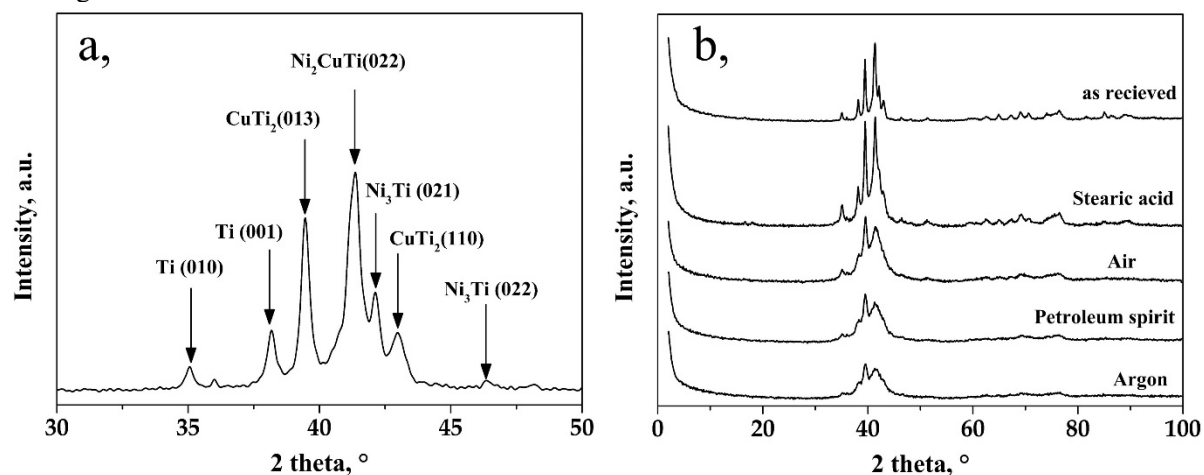 a,
Ni₂CuTi(022)
CuTi₂(013)
Ni₃Ti (021)
Ti (001)
CuTi₂(110)
Ti (010)
Ni₃Ti (022)
Intensity, a.u.
30 35 40 45 50
2 theta, °
b,
as recieved
Stearic acid
Air
Petroleum spirit
Argon
Intensity, a.u.
0 20 40 60 80 100
2 theta, °